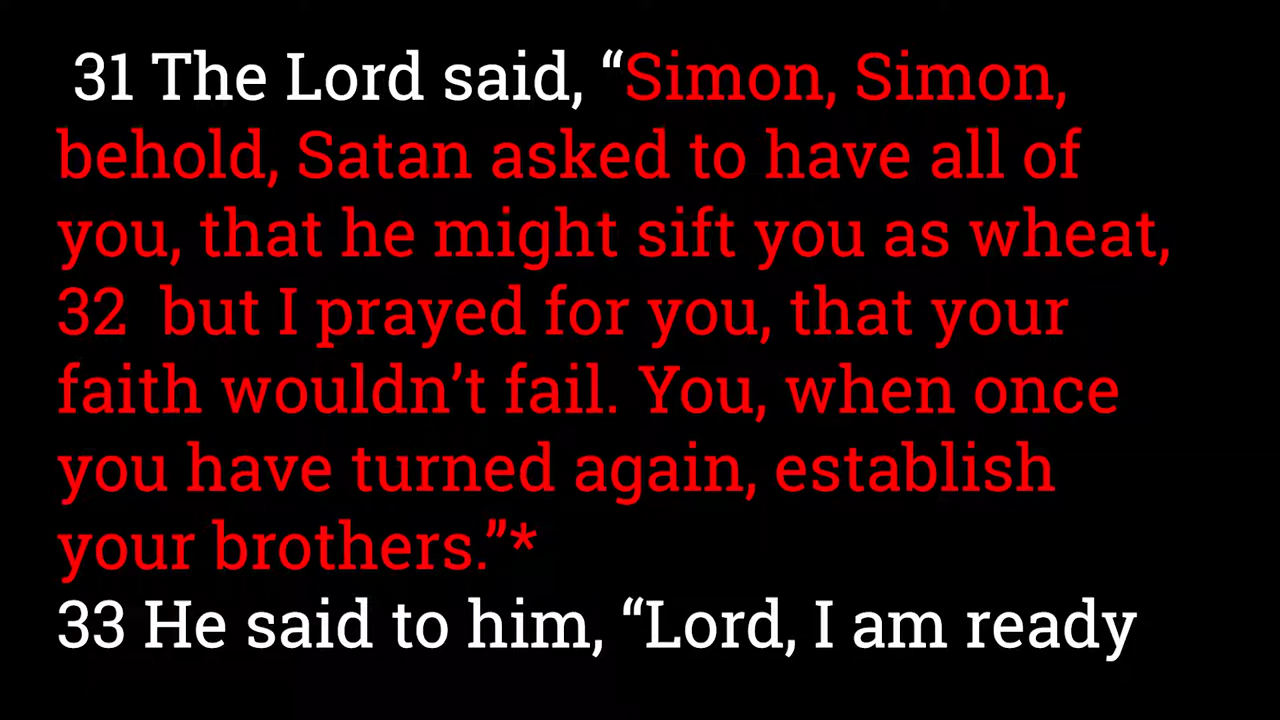 31 The Lord said, “Simon, Simon,
behold, Satan asked to have all of
you, that he might sift you as wheat,
32  but I prayed for you, that your
faith wouldn’t fail. You, when once
you have turned again, establish
your brothers.”*
33 He said to him, “Lord, I am ready